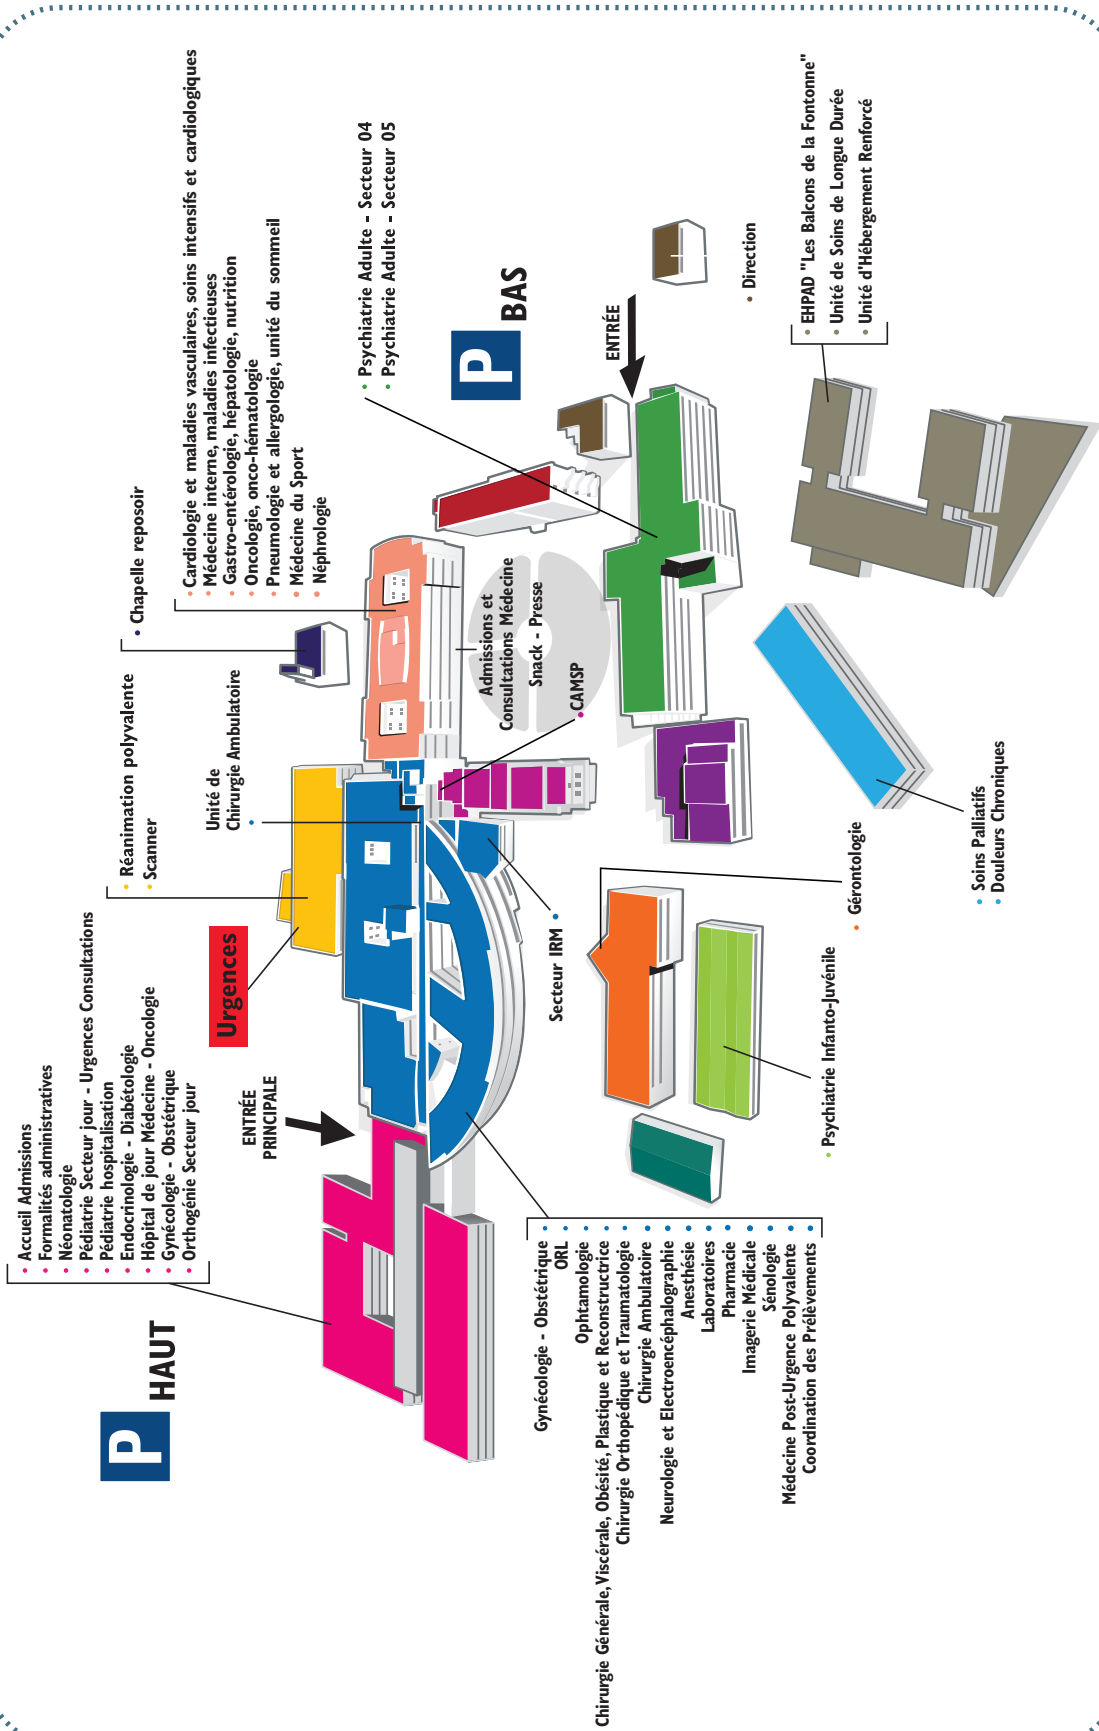 P
HAUT
Accueil Admissions
Formalités administratives
Néonatologie
Pédiatrie Secteur jour - Urgences Consultations
Pédiatrie hospitalisation
Endocrinologie - Diabétologie
Hôpital de jour Médecine - Oncologie
Gynécologie - Obstétrique
Orthogénie Secteur jour
ENTRÉE
PRINCIPALE
Urgences
Réanimation polyvalente
Scanner
Unité de
Chirurgie Ambulatoire
Chapelle reposoir
Cardiologie et maladies vasculaires, soins intensifs et cardiologiques
Médecine interne, maladies infectieuses
Gastro-entérologie, hépatologie, nutrition
Oncologie, onco-hématologie
Pneumologie et allergologie, unité du sommeil
Médecine du Sport
Néphrologie
Psychiatrie Adulte - Secteur 04
Psychiatrie Adulte - Secteur 05
P
BAS
Admissions et
Consultations Médecine
Snack - Presse
CAMSP
ENTRÉE
Direction
Secteur IRM
Gynécologie - Obstétrique
ORL
Ophtamologie
Chirurgie Générale, Viscérale, Obésité, Plastique et Reconstructrice
Chirurgie Orthopédique et Traumatologie
Chirurgie Ambulatoire
Neurologie et Electroencéphalographie
Anesthésie
Laboratoires
Pharmacie
Imagerie Médicale
Sénologie
Médecine Post-Urgence Polyvalente
Coordination des Prélèvements
Psychiatrie Infanto-Juvénile
Gérontologie
Soins Palliatifs
Douleurs Chroniques
EHPAD "Les Balcons de la Fontonne"
Unité de Soins de Longue Durée
Unité d'Hébergement Renforcé